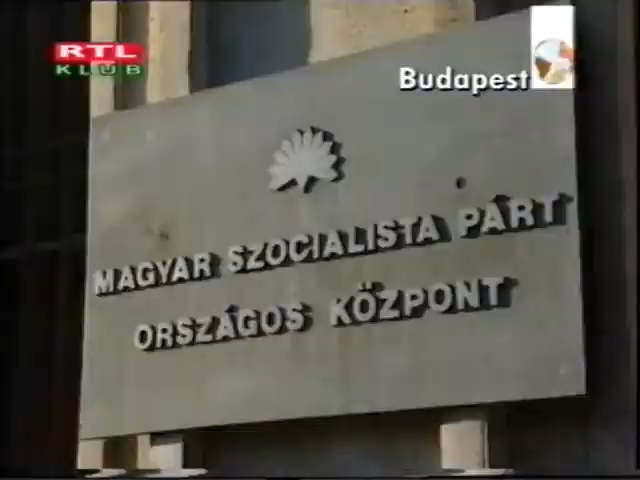 RTL
KLUB
Budapest
MAGYAR SZOCIALISTA PÁRT
ORSZÁGOS KÖZPONT